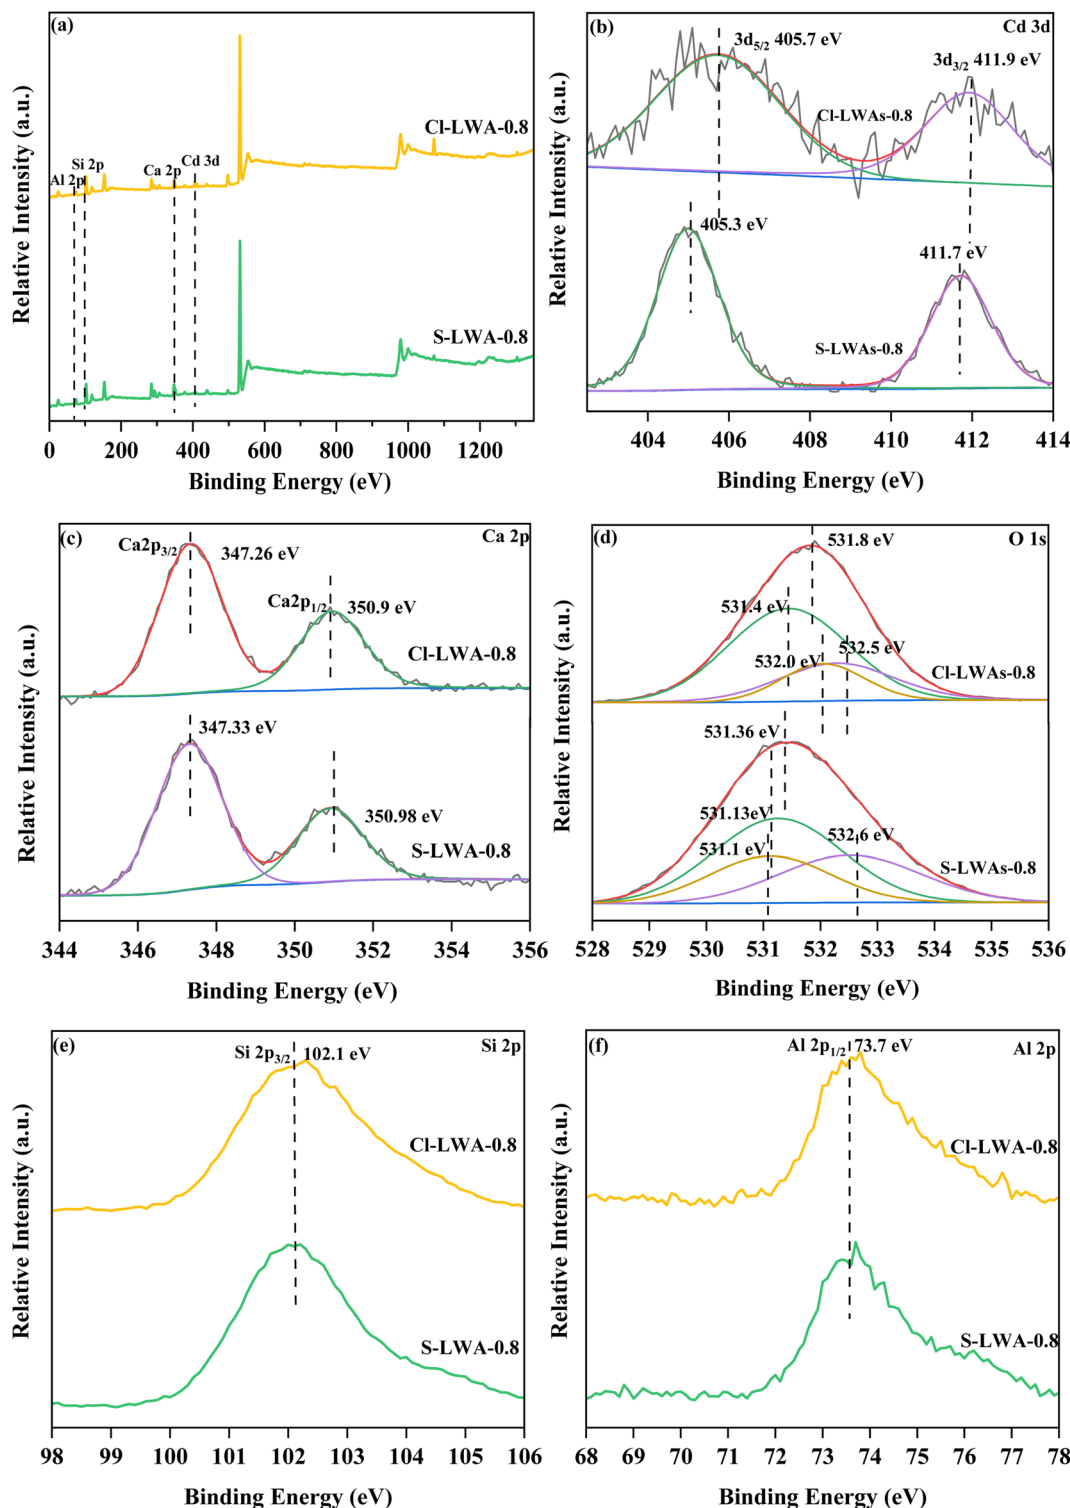 (a)
Cl-LWA-0.8
Si 2p
Al 2p
Ca 2p
Cd 3d
S-LWA-0.8
Relative Intensity (a.u.)
0 200 400 600 800 1000 1200
Binding Energy (eV)
(b)
Cd 3d
3d5/2 405.7 eV
3d3/2 411.9 eV
Cl-LWAs-0.8
405.3 eV
411.7 eV
S-LWAs-0.8
Relative Intensity (a.u.)
404 406 408 410 412 414
Binding Energy (eV)
(c)
Ca 2p
Ca2p3/2
347.26 eV
Ca2p1/2
350.9 eV
Cl-LWA-0.8
347.33 eV
350.98 eV
S-LWA-0.8
Relative Intensity (a.u.)
344 346 348 350 352 354 356
Binding Energy (eV)
(d)
O 1s
531.8 eV
531.4 eV
532.0 eV
532.5 eV
Cl-LWAs-0.8
531.36 eV
531.13eV
531.1 eV
532.6 eV
S-LWAs-0.8
Relative Intensity (a.u.)
528 529 530 531 532 533 534 535 536
Binding Energy (eV)
(e)
Si 2p3/2 102.1 eV
Si 2p
Cl-LWA-0.8
S-LWA-0.8
Relative Intensity (a.u.)
98 99 100 101 102 103 104 105 106
Binding Energy (eV)
(f)
Al 2p1/2 73.7 eV
Al 2p
Cl-LWA-0.8
S-LWA-0.8
Relative Intensity (a.u.)
68 69 70 71 72 73 74 75 76 77 78
Binding Energy (eV)